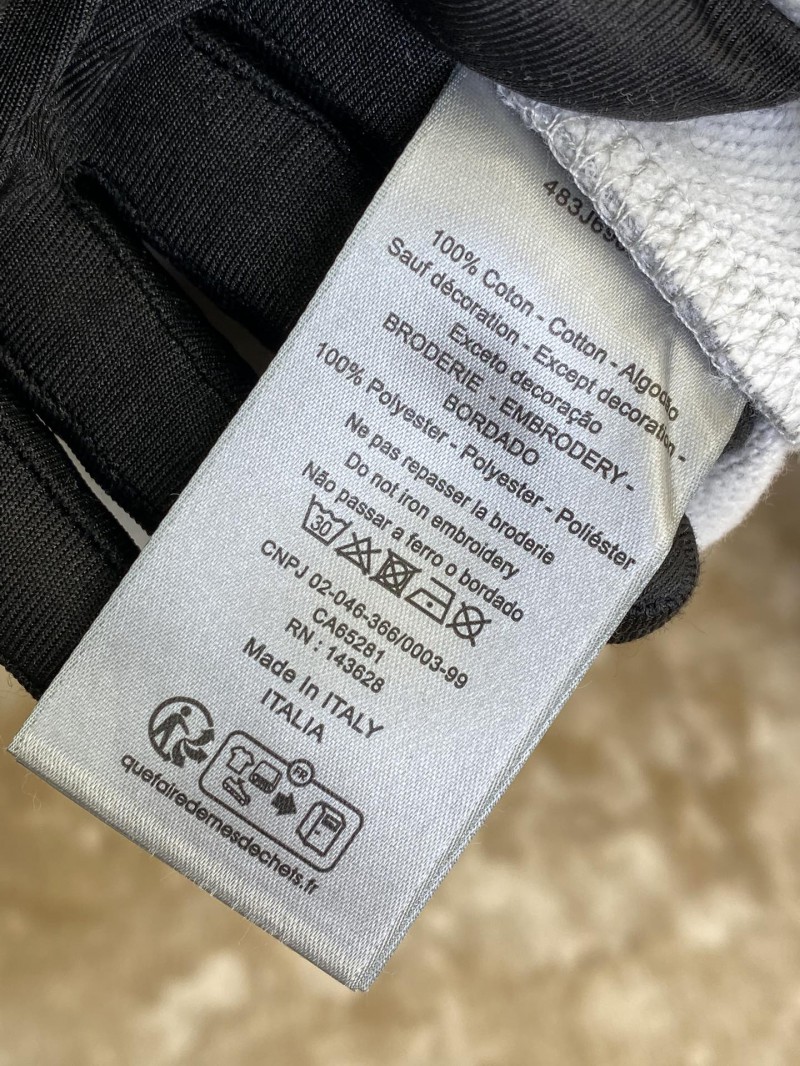 483J69
100% Coton - Cotton - Algodão
Sauf décoration - Except decoration -
Exceto decoração
BRODERIE - EMBRODERY -
BORDADO
100% Polyester - Polyester - Poliéster
Ne pas repasser la broderie
Do not iron embroidery
Não passar a ferro o bordado
30
CNPJ 02-046-366/0003-99
CA65281
RN : 143628
Made In ITALY
ITALIA
FR
quefairedemesdechets.fr